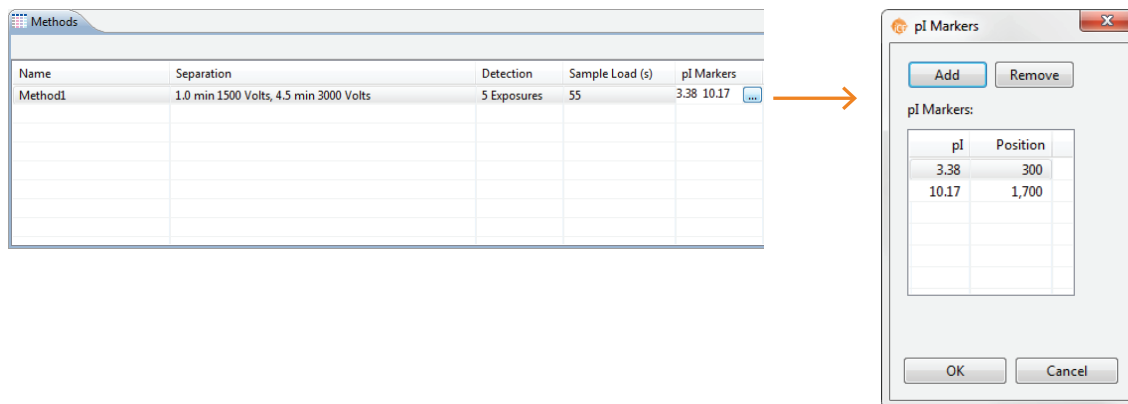 Methods
Name Separation Detection Sample Load (s) pI Markers
Method1 1.0 min 1500 Volts, 4.5 min 3000 Volts 5 Exposures 55 3.38 10.17 ...
pI Markers
Add Remove
pI Markers:
pI Position
3.38 300
10.17 1,700
OK Cancel